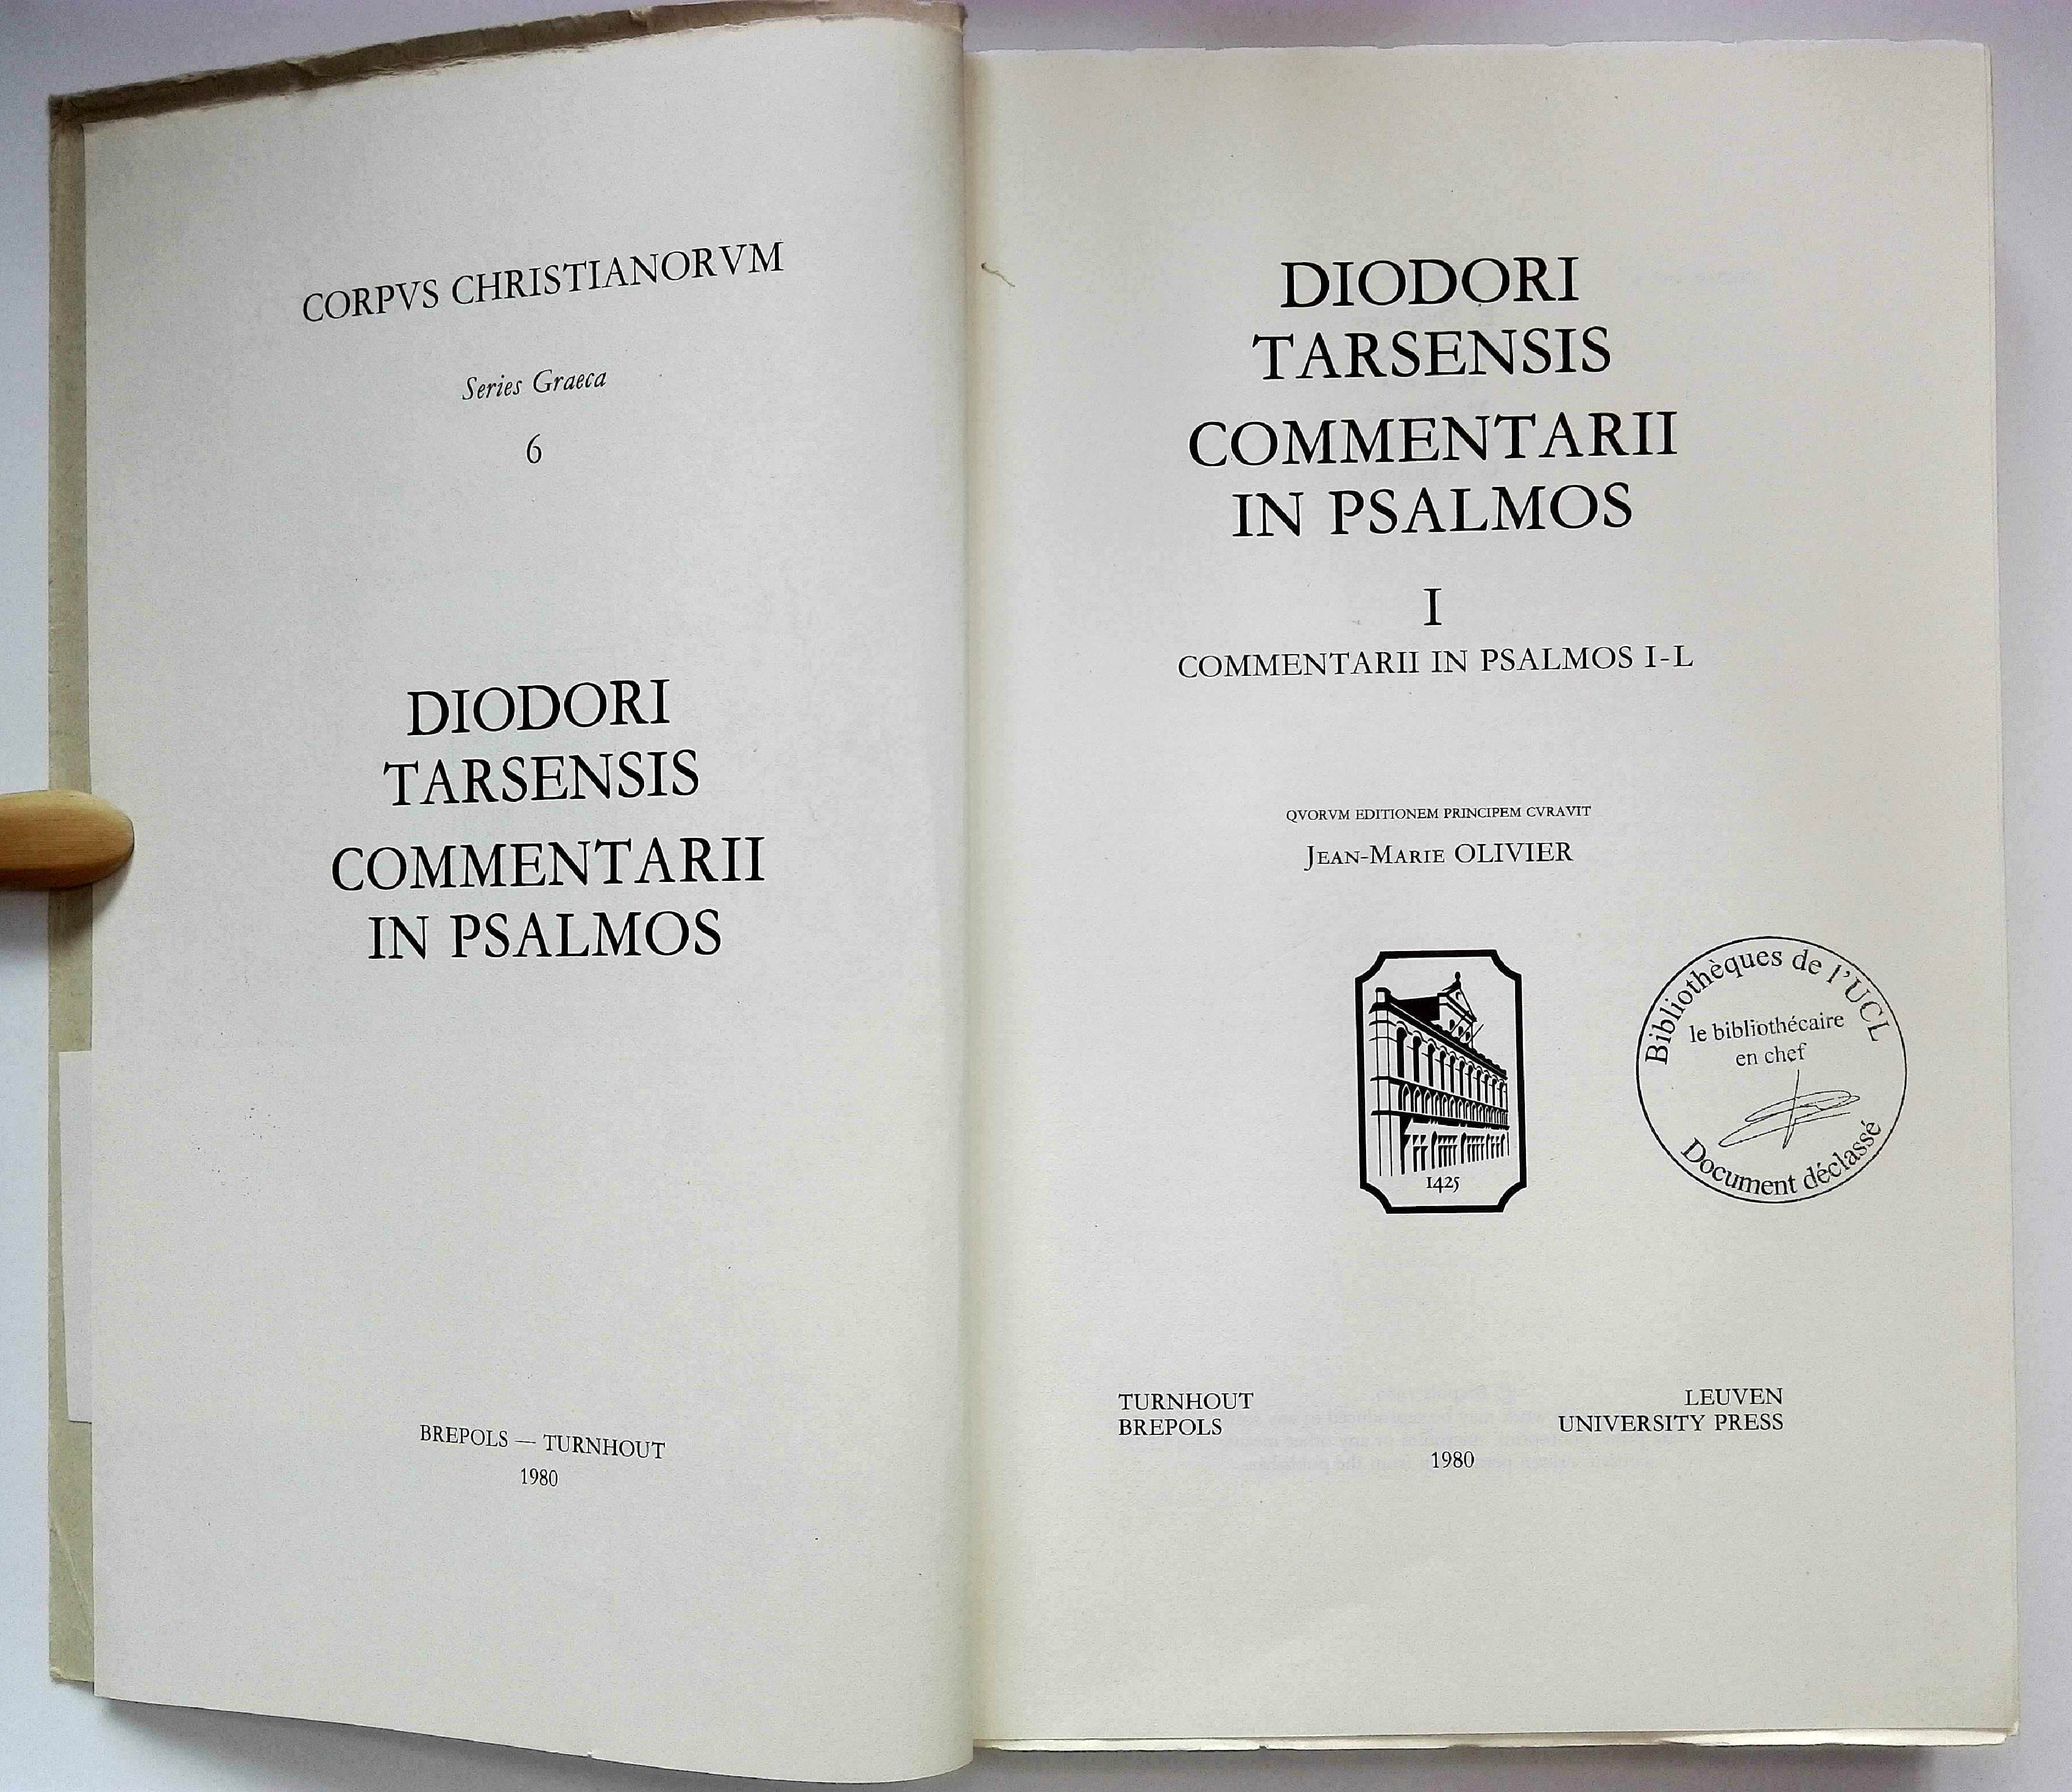 CORPVS CHRISTIANORVM
Series Graeca
6
DIODORI
TARSENSIS
COMMENTARII
IN PSALMOS
BREPOLS — TURNHOUT
1980
DIODORI
TARSENSIS
COMMENTARII
IN PSALMOS
I
COMMENTARII IN PSALMOS I-L
QVORVM EDITIONEM PRINCIPEM CVRAVIT
JEAN-MARIE OLIVIER
1425
Bibliothèques de l'UCL
le bibliothécaire
en chef
Document déclassé
TURNHOUT
BREPOLS
LEUVEN
UNIVERSITY PRESS
1980